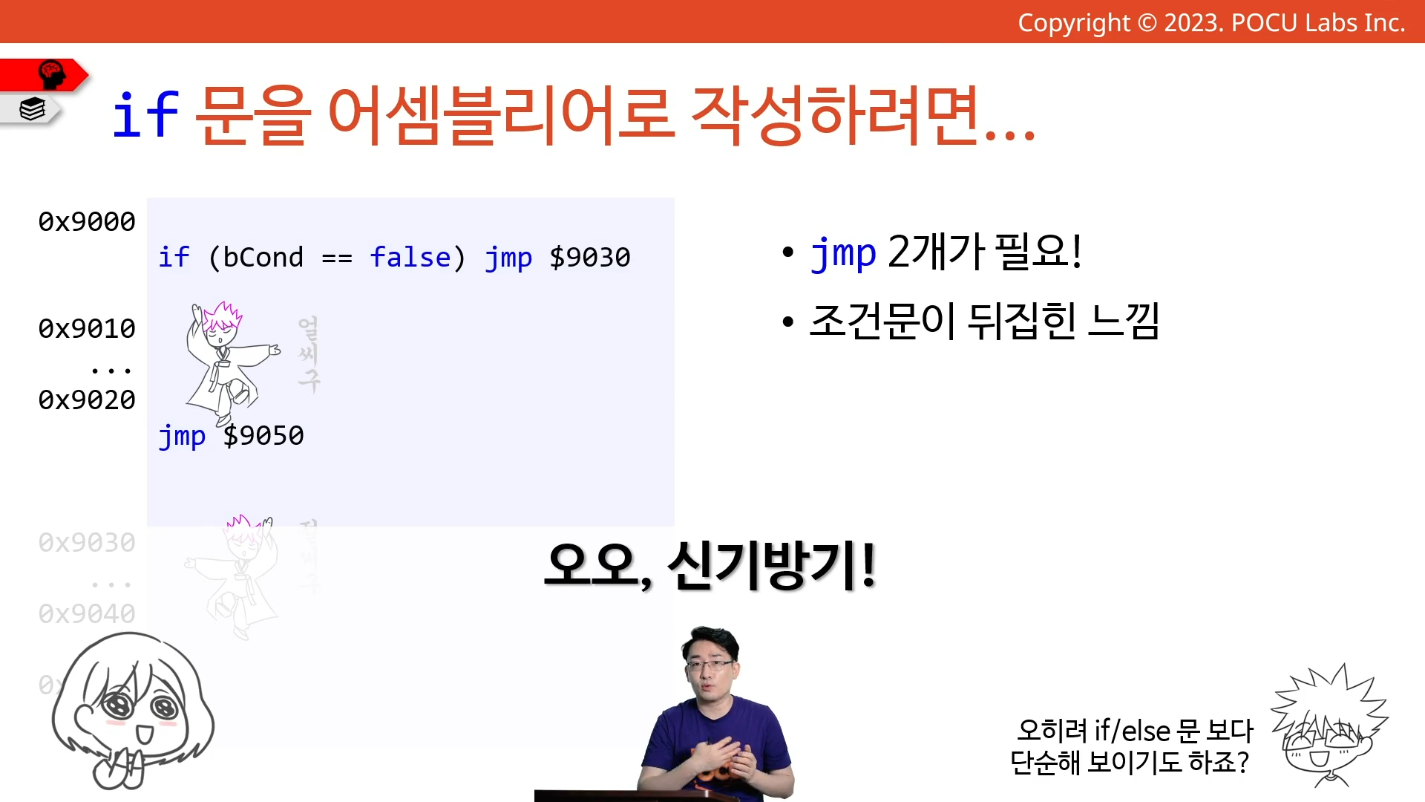 Copyright © 2023. POCU Labs Inc.
if 문을 어셈블리어로 작성하려면...
0x9000
if (bCond == false) jmp $9030
0x9010
얼씨구
...
0x9020
jmp $9050
• jmp 2개가 필요!
• 조건문이 뒤집힌 느낌
0x9030
...
0x9040
오오, 신기방기!
오히려 if/else 문 보다
단순해 보이기도 하죠?